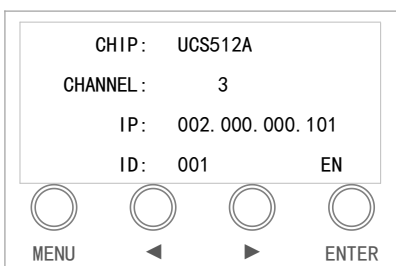 CHIP: UCS512A
CHANNEL: 3
IP: 002.000.000.101
ID: 001 EN
MENU ◄ ► ENTER